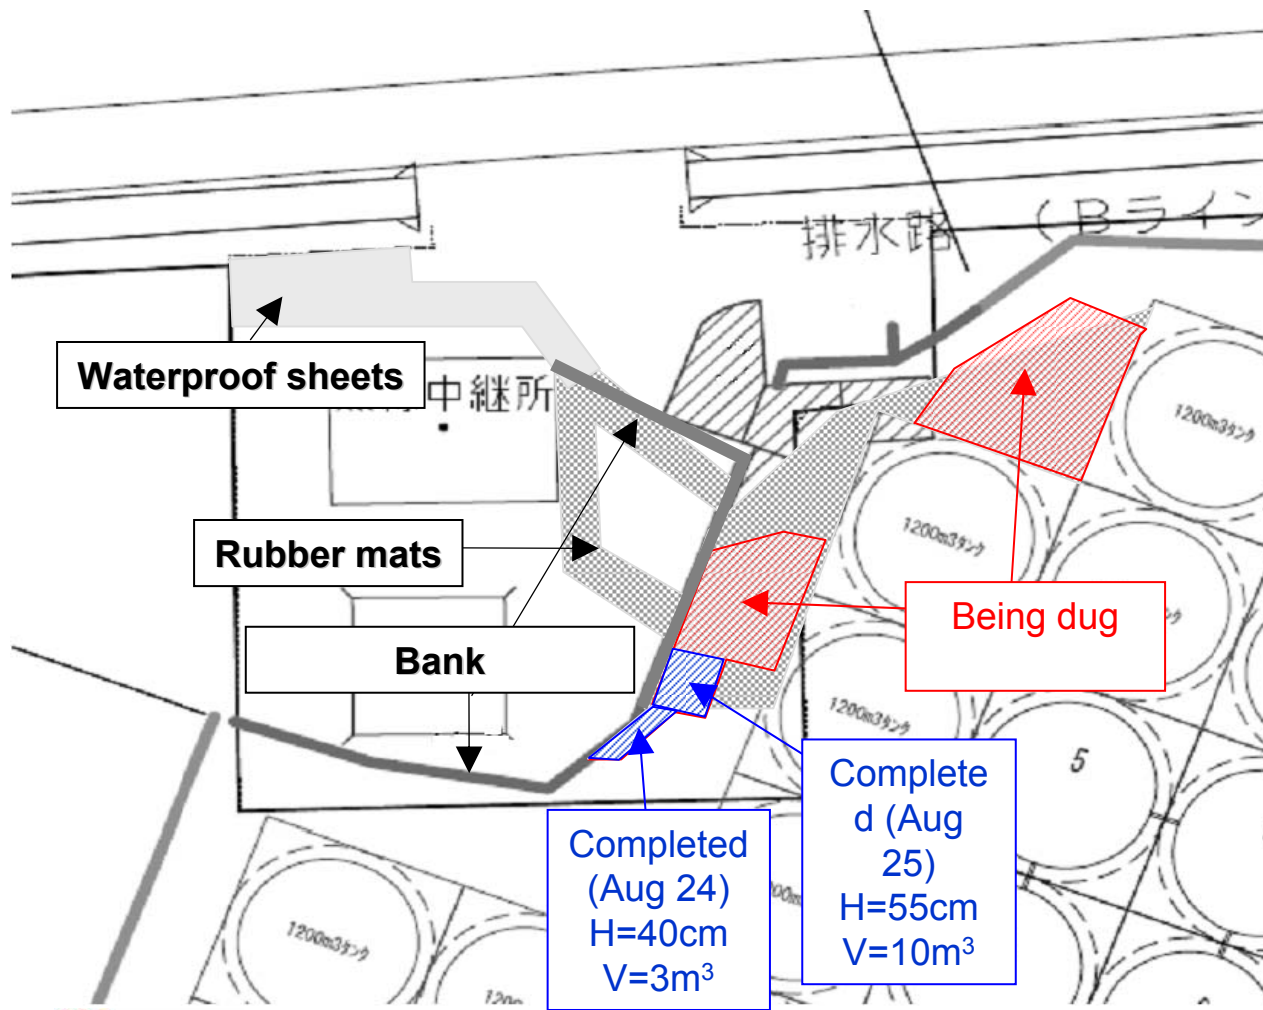 排水路 (Bライン
Waterproof sheets
中継所
1200m3タンク
1200m3タンク
Rubber mats
Being dug
Bank
1200m3タンク
5
Completed
(Aug 24)
H=40cm
V=3m³
Complete
d (Aug
25)
H=55cm
V=10m³
1200m3タンク